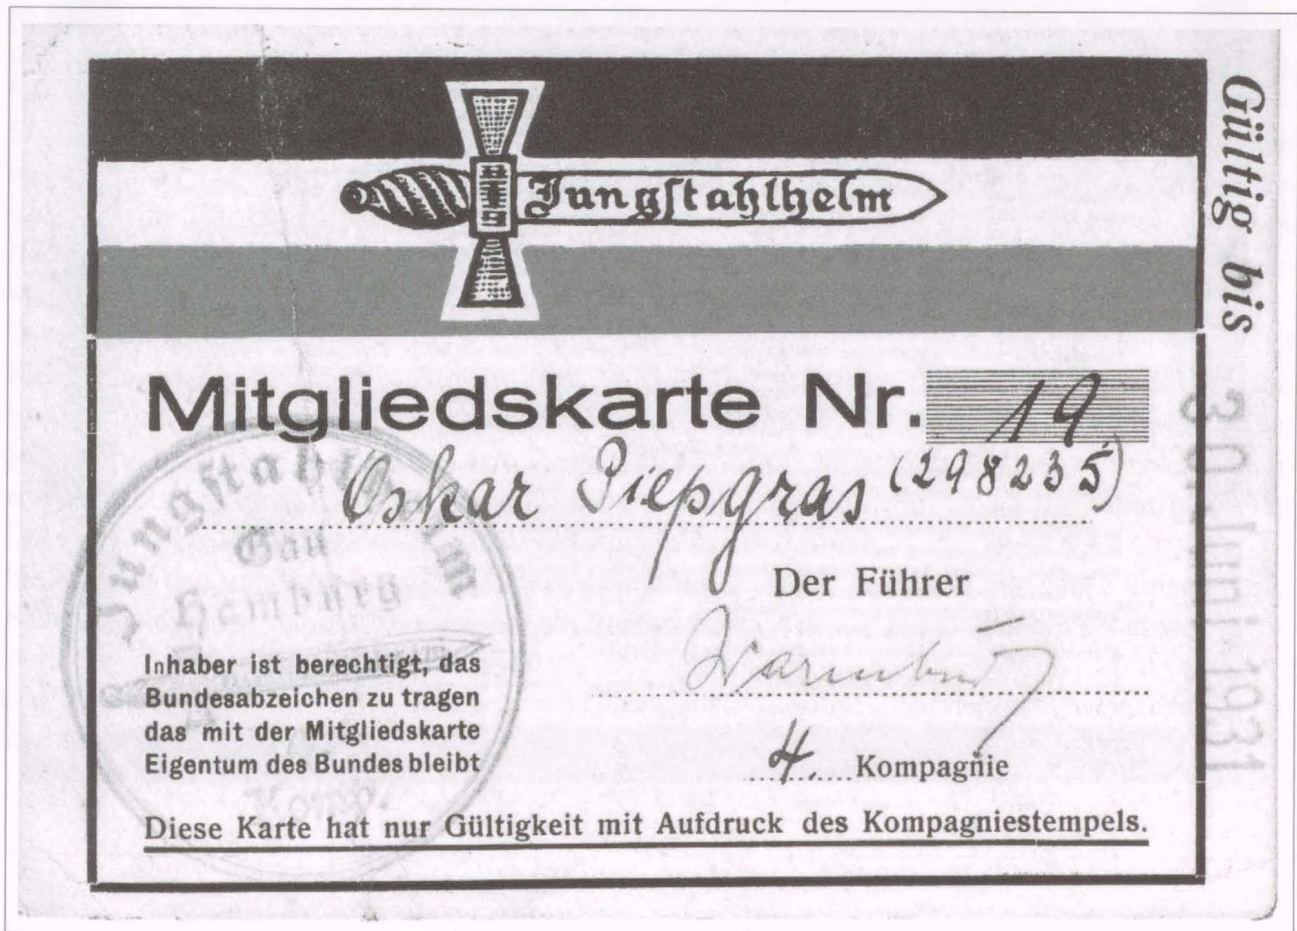 Jungstahlhelm
Gültig bis
30. Juni 1931
Mitgliedskarte Nr. 19
Oskar Piepgras (298235)
Der Führer
4. Kompagnie
Inhaber ist berechtigt, das
Bundesabzeichen zu tragen
das mit der Mitgliedskarte
Eigentum des Bundes bleibt
Diese Karte hat nur Gültigkeit mit Aufdruck des Kompagniestempels.
Jungstahlhelm
Gau
Hamburg
Komp.